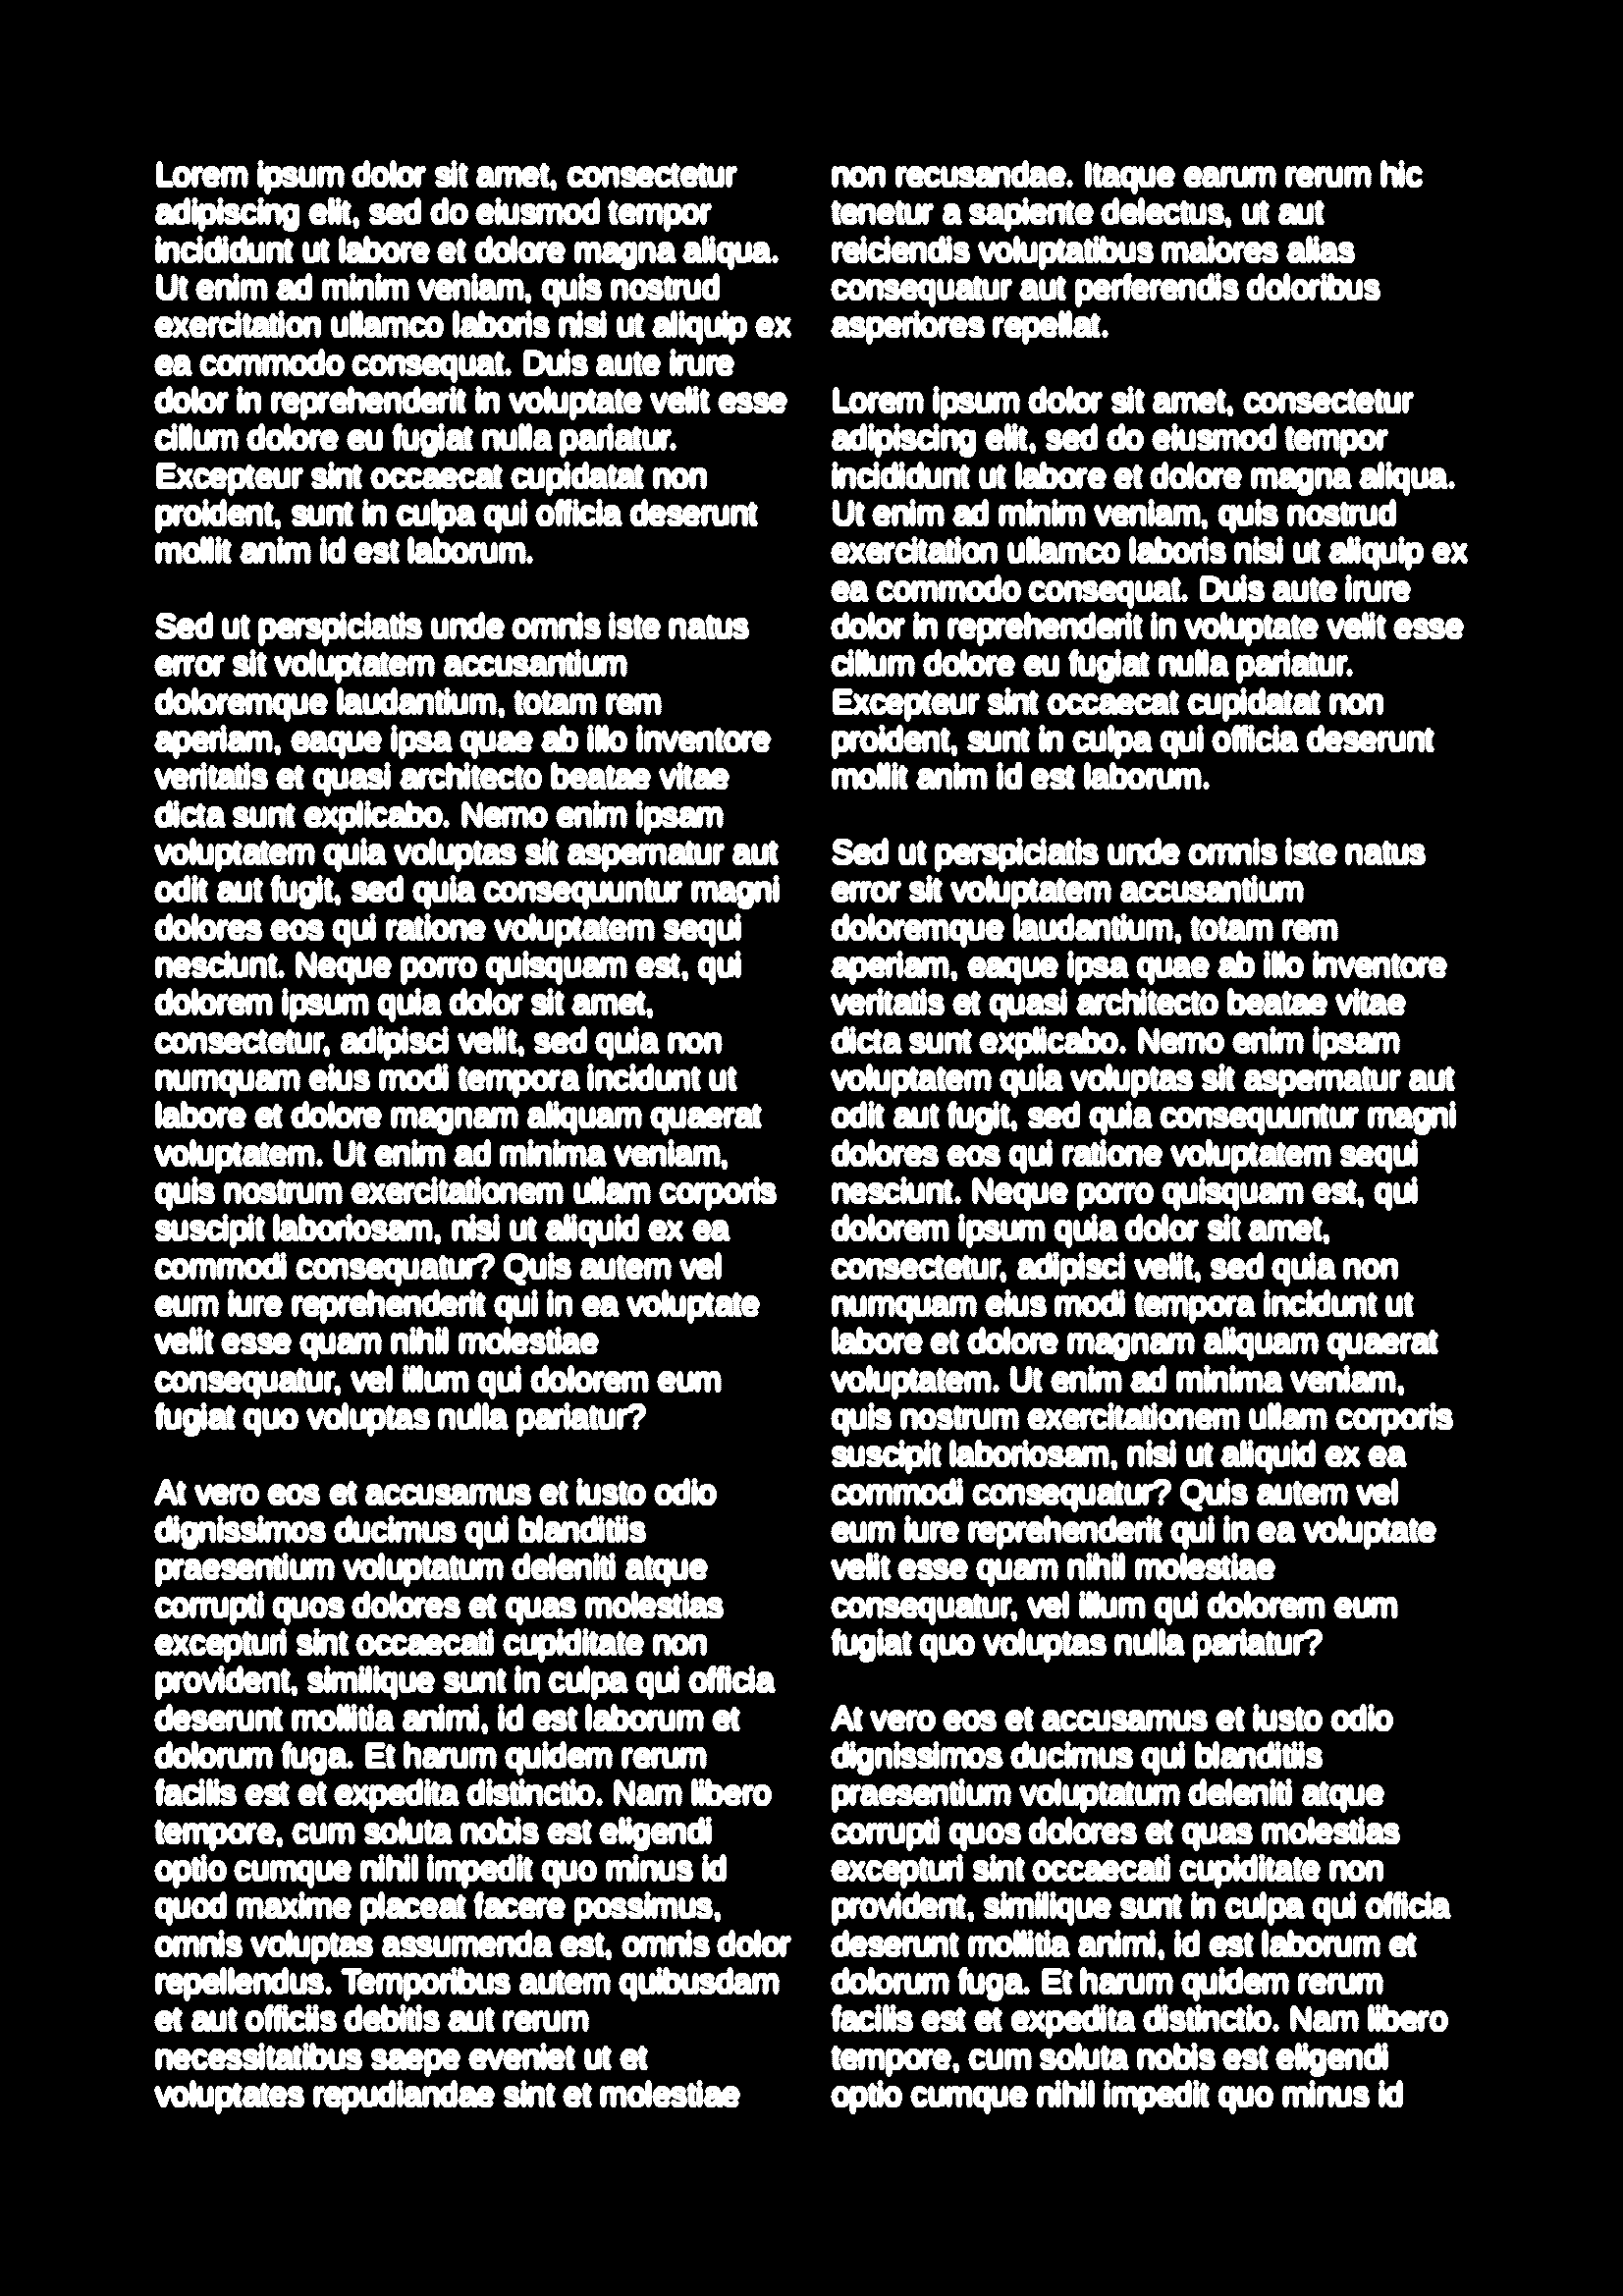 Lorem ipsum dolor sit amet, consectetur
adipiscing elit, sed do eiusmod tempor
incididunt ut labore et dolore magna aliqua.
Ut enim ad minim veniam, quis nostrud
exercitation ullamco laboris nisi ut aliquip ex
ea commodo consequat. Duis aute irure
dolor in reprehenderit in voluptate velit esse
cillum dolore eu fugiat nulla pariatur.
Excepteur sint occaecat cupidatat non
proident, sunt in culpa qui officia deserunt
mollit anim id est laborum.

Sed ut perspiciatis unde omnis iste natus
error sit voluptatem accusantium
doloremque laudantium, totam rem
aperiam, eaque ipsa quae ab illo inventore
veritatis et quasi architecto beatae vitae
dicta sunt explicabo. Nemo enim ipsam
voluptatem quia voluptas sit aspernatur aut
odit aut fugit, sed quia consequuntur magni
dolores eos qui ratione voluptatem sequi
nesciunt. Neque porro quisquam est, qui
dolorem ipsum quia dolor sit amet,
consectetur, adipisci velit, sed quia non
numquam eius modi tempora incidunt ut
labore et dolore magnam aliquam quaerat
voluptatem. Ut enim ad minima veniam,
quis nostrum exercitationem ullam corporis
suscipit laboriosam, nisi ut aliquid ex ea
commodi consequatur? Quis autem vel
eum iure reprehenderit qui in ea voluptate
velit esse quam nihil molestiae
consequatur, vel illum qui dolorem eum
fugiat quo voluptas nulla pariatur?

At vero eos et accusamus et iusto odio
dignissimos ducimus qui blanditiis
praesentium voluptatum deleniti atque
corrupti quos dolores et quas molestias
excepturi sint occaecati cupiditate non
provident, similique sunt in culpa qui officia
deserunt mollitia animi, id est laborum et
dolorum fuga. Et harum quidem rerum
facilis est et expedita distinctio. Nam libero
tempore, cum soluta nobis est eligendi
optio cumque nihil impedit quo minus id
quod maxime placeat facere possimus,
omnis voluptas assumenda est, omnis dolor
repellendus. Temporibus autem quibusdam
et aut officiis debitis aut rerum
necessitatibus saepe eveniet ut et
voluptates repudiandae sint et molestiae
non recusandae. Itaque earum rerum hic
tenetur a sapiente delectus, ut aut
reiciendis voluptatibus maiores alias
consequatur aut perferendis doloribus
asperiores repellat.

Lorem ipsum dolor sit amet, consectetur
adipiscing elit, sed do eiusmod tempor
incididunt ut labore et dolore magna aliqua.
Ut enim ad minim veniam, quis nostrud
exercitation ullamco laboris nisi ut aliquip ex
ea commodo consequat. Duis aute irure
dolor in reprehenderit in voluptate velit esse
cillum dolore eu fugiat nulla pariatur.
Excepteur sint occaecat cupidatat non
proident, sunt in culpa qui officia deserunt
mollit anim id est laborum.

Sed ut perspiciatis unde omnis iste natus
error sit voluptatem accusantium
doloremque laudantium, totam rem
aperiam, eaque ipsa quae ab illo inventore
veritatis et quasi architecto beatae vitae
dicta sunt explicabo. Nemo enim ipsam
voluptatem quia voluptas sit aspernatur aut
odit aut fugit, sed quia consequuntur magni
dolores eos qui ratione voluptatem sequi
nesciunt. Neque porro quisquam est, qui
dolorem ipsum quia dolor sit amet,
consectetur, adipisci velit, sed quia non
numquam eius modi tempora incidunt ut
labore et dolore magnam aliquam quaerat
voluptatem. Ut enim ad minima veniam,
quis nostrum exercitationem ullam corporis
suscipit laboriosam, nisi ut aliquid ex ea
commodi consequatur? Quis autem vel
eum iure reprehenderit qui in ea voluptate
velit esse quam nihil molestiae
consequatur, vel illum qui dolorem eum
fugiat quo voluptas nulla pariatur?

At vero eos et accusamus et iusto odio
dignissimos ducimus qui blanditiis
praesentium voluptatum deleniti atque
corrupti quos dolores et quas molestias
excepturi sint occaecati cupiditate non
provident, similique sunt in culpa qui officia
deserunt mollitia animi, id est laborum et
dolorum fuga. Et harum quidem rerum
facilis est et expedita distinctio. Nam libero
tempore, cum soluta nobis est eligendi
optio cumque nihil impedit quo minus id